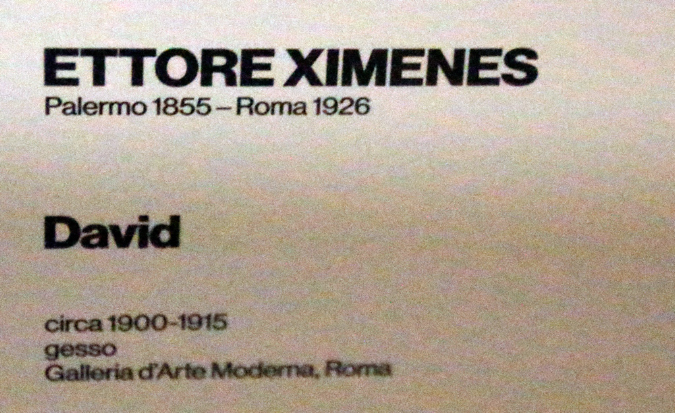 ETTORE XIMENES
Palermo 1855 – Roma 1926
David
circa 1900-1915
gesso
Galleria d'Arte Moderna, Roma